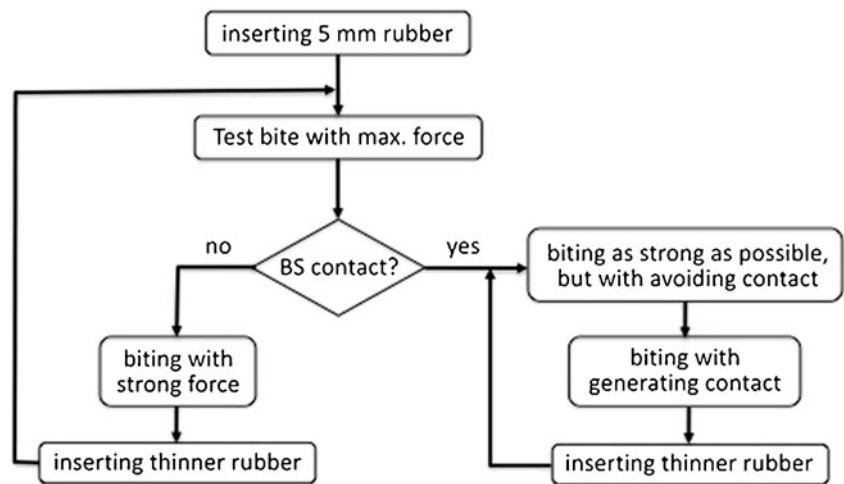 inserting 5 mm rubber
Test bite with max. force
no
BS contact?
yes
biting as strong as possible,
but with avoiding contact
biting with
strong force
biting with
generating contact
inserting thinner rubber
inserting thinner rubber